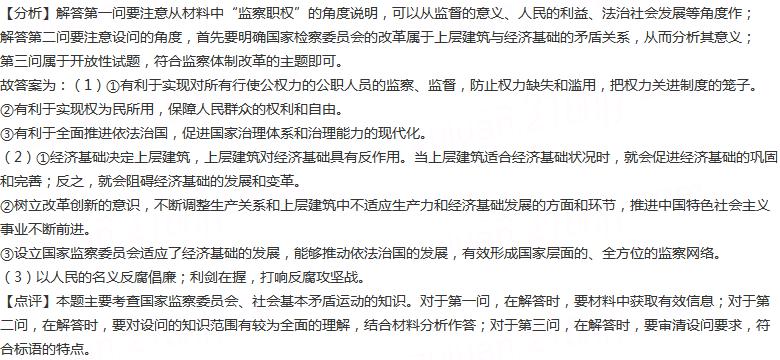 【分析】解答第一问要注意从材料中“监察职权”的角度说明，可以从监督的意义、人民的利益、法治社会发展等角度作；
解答第二问要注意设问的角度，首先要明确国家检察委员会的改革属于上层建筑与经济基础的矛盾关系，从而分析其意义；
第三问属于开放性试题，符合监察体制改革的主题即可。
故答案为：（1）①有利于实现对所有行使公权力的公职人员的监察、监督，防止权力缺失和滥用，把权力关进制度的笼子。
②有利于实现权为民所用，保障人民群众的权利和自由。
③有利于全面推进依法治国，促进国家治理体系和治理能力的现代化。
（2）①经济基础决定上层建筑，上层建筑对经济基础具有反作用。当上层建筑适合经济基础状况时，就会促进经济基础的巩固
和完善；反之，就会阻碍经济基础的发展和变革。
②树立改革创新的意识，不断调整生产关系和上层建筑中不适应生产力和经济基础发展的方面和环节，推进中国特色社会主义
事业不断前进。
③设立国家监察委员会适应了经济基础的发展，能够推动依法治国的发展，有效形成国家层面的、全方位的监察网络。
（3）以人民的名义反腐倡廉；利剑在握，打响反腐攻坚战。
【点评】本题主要考查国家监察委员会、社会基本矛盾运动的知识。对于第一问，在解答时，要材料中获取有效信息；对于第
二问，在解答时，要对设问的知识范围有较为全面的理解，结合材料分析作答；对于第三问，在解答时，要审清设问要求，符
合标语的特点。